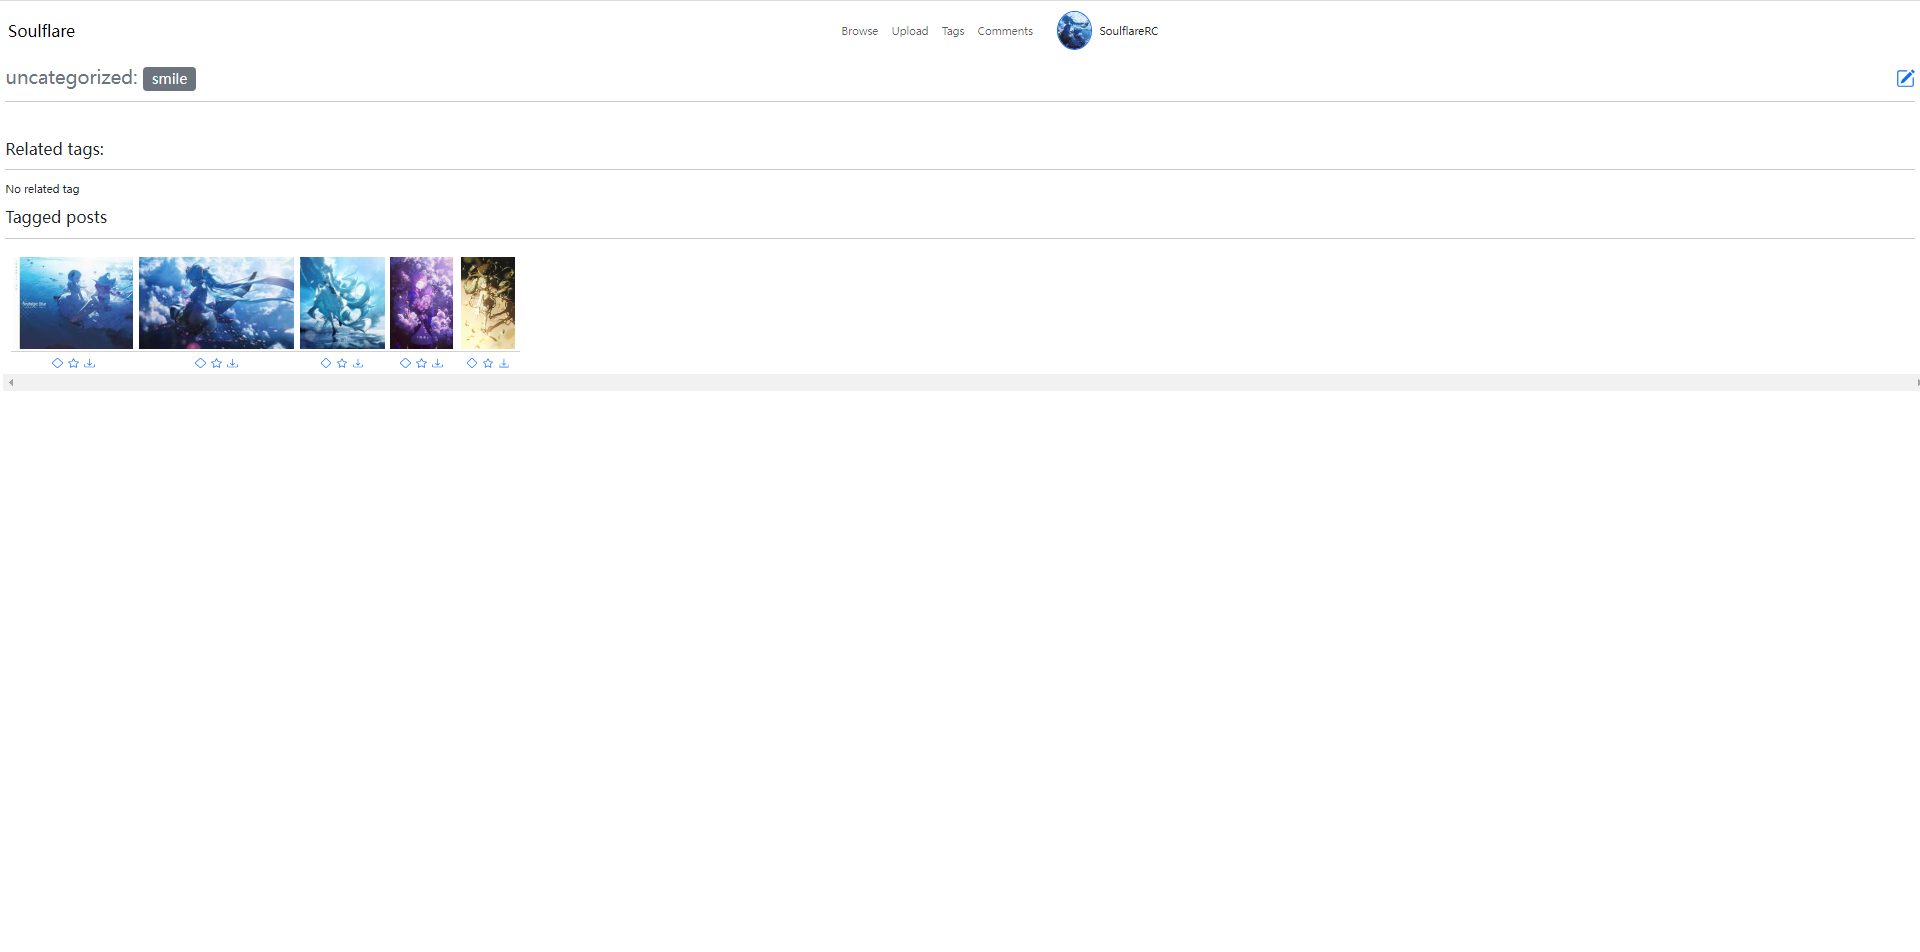 Soulflare
Browse Upload Tags Comments SoulflareRC
uncategorized: smile
Related tags:
No related tag
Tagged posts